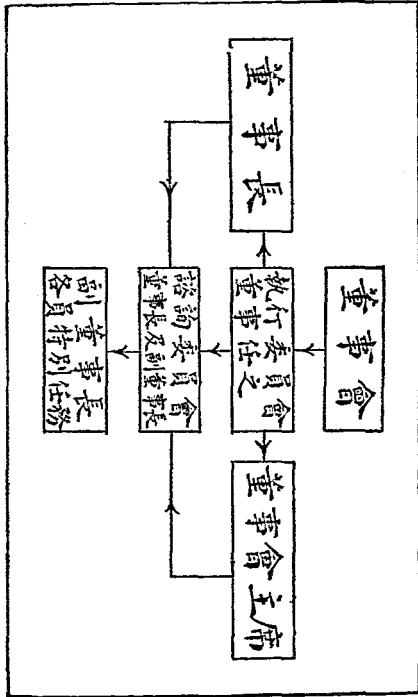 董事會
董事長
執行委員會
董事任之
董事會主席
諮詢委員會
董事長及副董事長
副董事長
各員特別任務